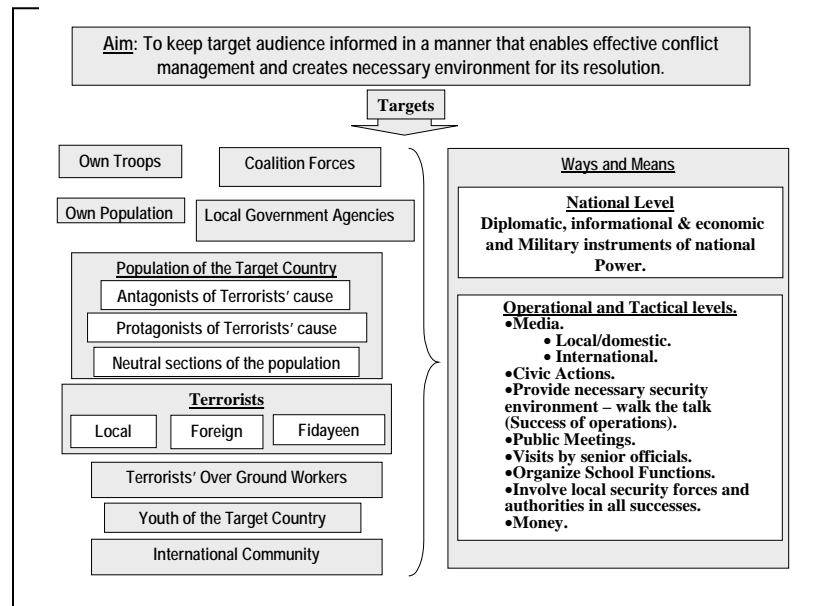 Aim: To keep target audience informed in a manner that enables effective conflict
management and creates necessary environment for its resolution.
Targets
Own Troops
Coalition Forces
Own Population
Local Government Agencies
Population of the Target Country
Antagonists of Terrorists' cause
Protagonists of Terrorists' cause
Neutral sections of the population
Terrorists
Local
Foreign
Fidayeen
Terrorists' Over Ground Workers
Youth of the Target Country
International Community
Ways and Means
National Level
Diplomatic, informational & economic
and Military instruments of national
Power.
Operational and Tactical levels.
•Media.
• Local/domestic.
• International.
•Civic Actions.
•Provide necessary security
environment – walk the talk
(Success of operations).
•Public Meetings.
•Visits by senior officials.
•Organize School Functions.
•Involve local security forces and
authorities in all successes.
•Money.